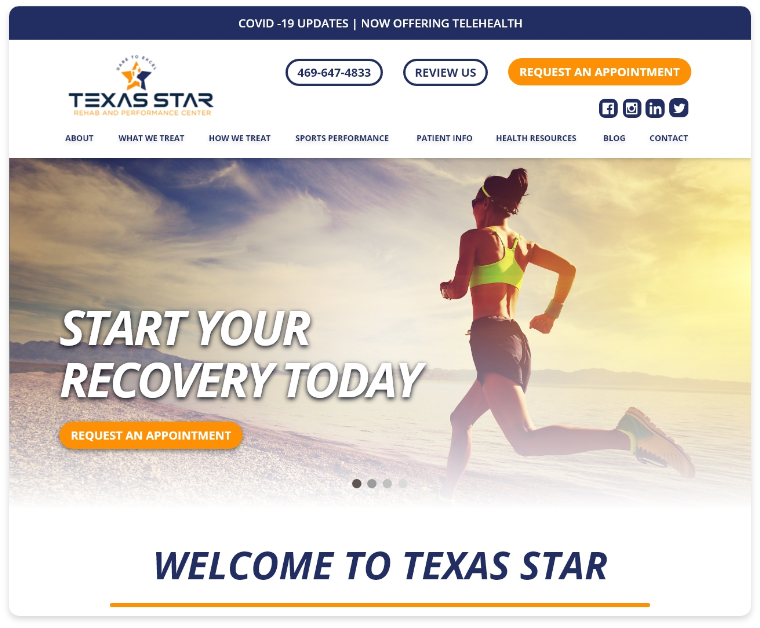 COVID -19 UPDATES | NOW OFFERING TELEHEALTH
DARE TO EXCEL
TEXAS STAR
REHAB AND PERFORMANCE CENTER
469-647-4833
REVIEW US
REQUEST AN APPOINTMENT
ABOUT
WHAT WE TREAT
HOW WE TREAT
SPORTS PERFORMANCE
PATIENT INFO
HEALTH RESOURCES
BLOG
CONTACT
START YOUR
RECOVERY TODAY
REQUEST AN APPOINTMENT
WELCOME TO TEXAS STAR